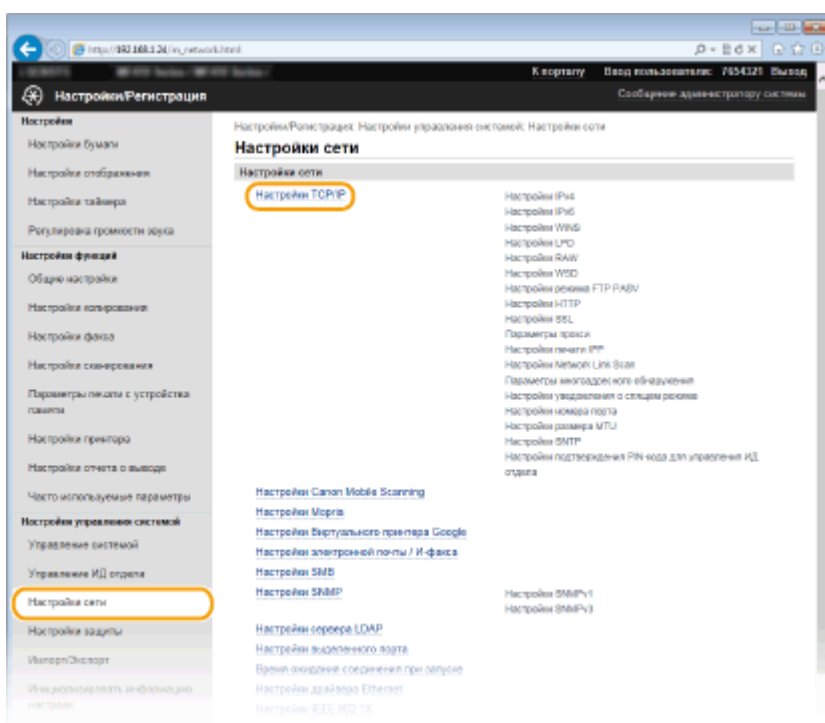 http://192.168.1.24/m_network.html
К порталу Ввод пользователя: 7654321 Выход
Настройки/Регистрация
Сообщение администратору системы
Настройки
Настройки бумаги
Настройки отображения
Настройки таймера
Регулировка громкости звука
Настройки функций
Общие настройки
Настройки копирования
Настройки факса
Настройки сканирования
Параметры печати с устройства
памяти
Настройки принтера
Настройки отчета о выводе
Часто используемые параметры
Настройки управления системой
Управление системой
Управление ИД отдела
Настройки сети
Настройки защиты
Импорт/Экспорт
Инициализировать информацию
настроек
Настройки/Регистрация: Настройки управления системой: Настройки сети
Настройки сети
Настройки сети
Настройки TCP/IP
Настройки IPv4
Настройки IPv6
Настройки WINS
Настройки LPD
Настройки RAW
Настройки WSD
Настройки режима FTP PASV
Настройки HTTP
Настройки SSL
Параметры прокси
Настройки печати IPP
Настройки Network Link Scan
Параметры многоадресного обнаружения
Настройки уведомления о спящем режиме
Настройки номера порта
Настройки размера MTU
Настройки SNTP
Настройки подтверждения PIN-кода для управления ИД
отдела
Настройки Canon Mobile Scanning
Настройки Мопria
Настройки Виртуального принтера Google
Настройки электронной почты / И-факса
Настройки SMB
Настройки SNMP
Настройки SNMPv1
Настройки SNMPv3
Настройки сервера LDAP
Настройки выделенного порта
Время ожидания соединения при запуске
Настройки драйвера Ethernet
Настройки IEEE 802.1X